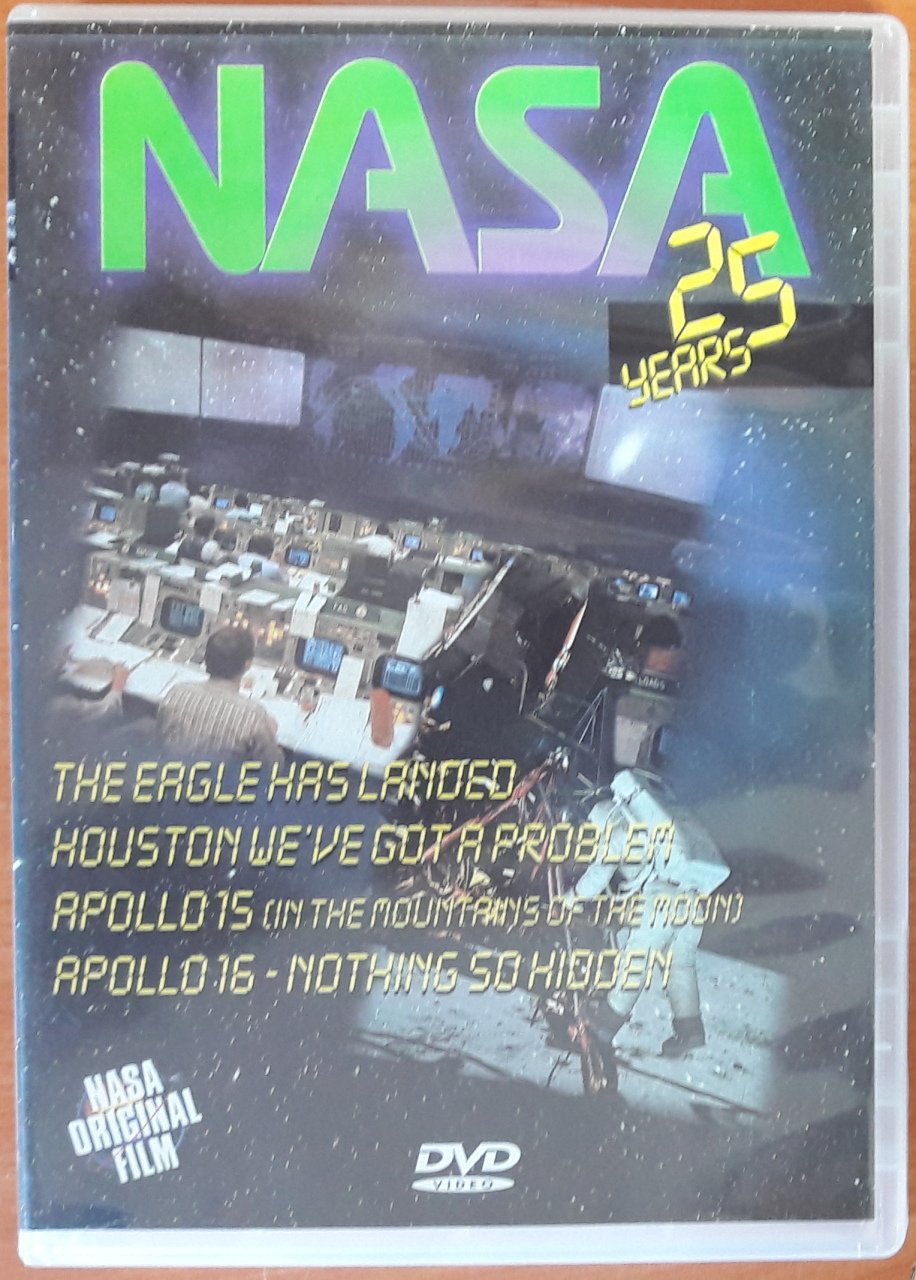 NASA
25
YEARS
THE EAGLE HAS LANDED
HOUSTON WE'VE GOT A PROBLEM
APOLLO 15 (IN THE MOUNTAINS OF THE MOON)
APOLLO 16 - NOTHING SO HIDDEN
NASA
ORIGINAL
FILM
DVD
VIDEO